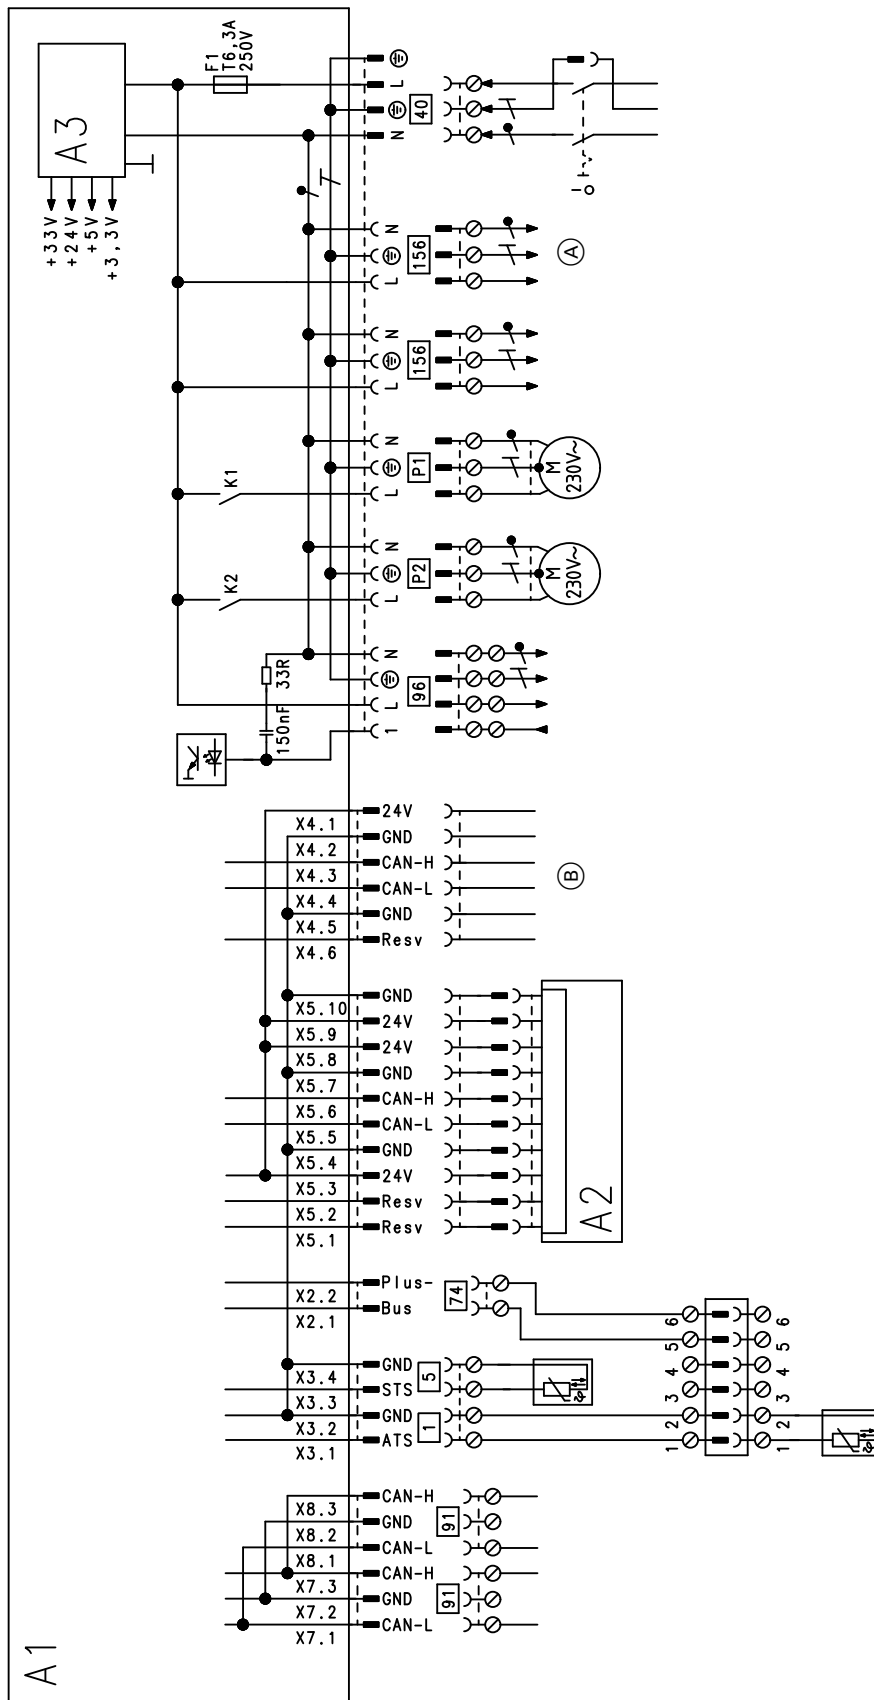 A3
+33V
+24V
+5V
+3,3V
F1
T6,3A
250V
L
N
40
N
L
156
A
N
L
156
K1
N
L
P1
M
230V~
K2
N
L
P2
M
230V~
33R
150nF
N
L
1
96
X4.1 24V
X4.2 GND
X4.3 CAN-H
X4.4 CAN-L
X4.5 GND
X4.6 Resv
B
X5.10 GND
X5.9 24V
X5.8 24V
X5.7 GND
X5.6 CAN-H
X5.5 CAN-L
X5.4 GND
X5.3 24V
X5.2 Resv
X5.1 Resv
A2
X2.2 Plus-
X2.1 Bus
74
X3.4 GND
X3.3 STS
5
X3.2 GND
X3.1 ATS
1
6 6
5 5
4 4
3 3
2 2
1 1
ϑ
ϑ
X8.3 CAN-H
X8.2 GND
X8.1 CAN-L
91
X7.3 CAN-H
X7.2 GND
X7.1 CAN-L
91
A1